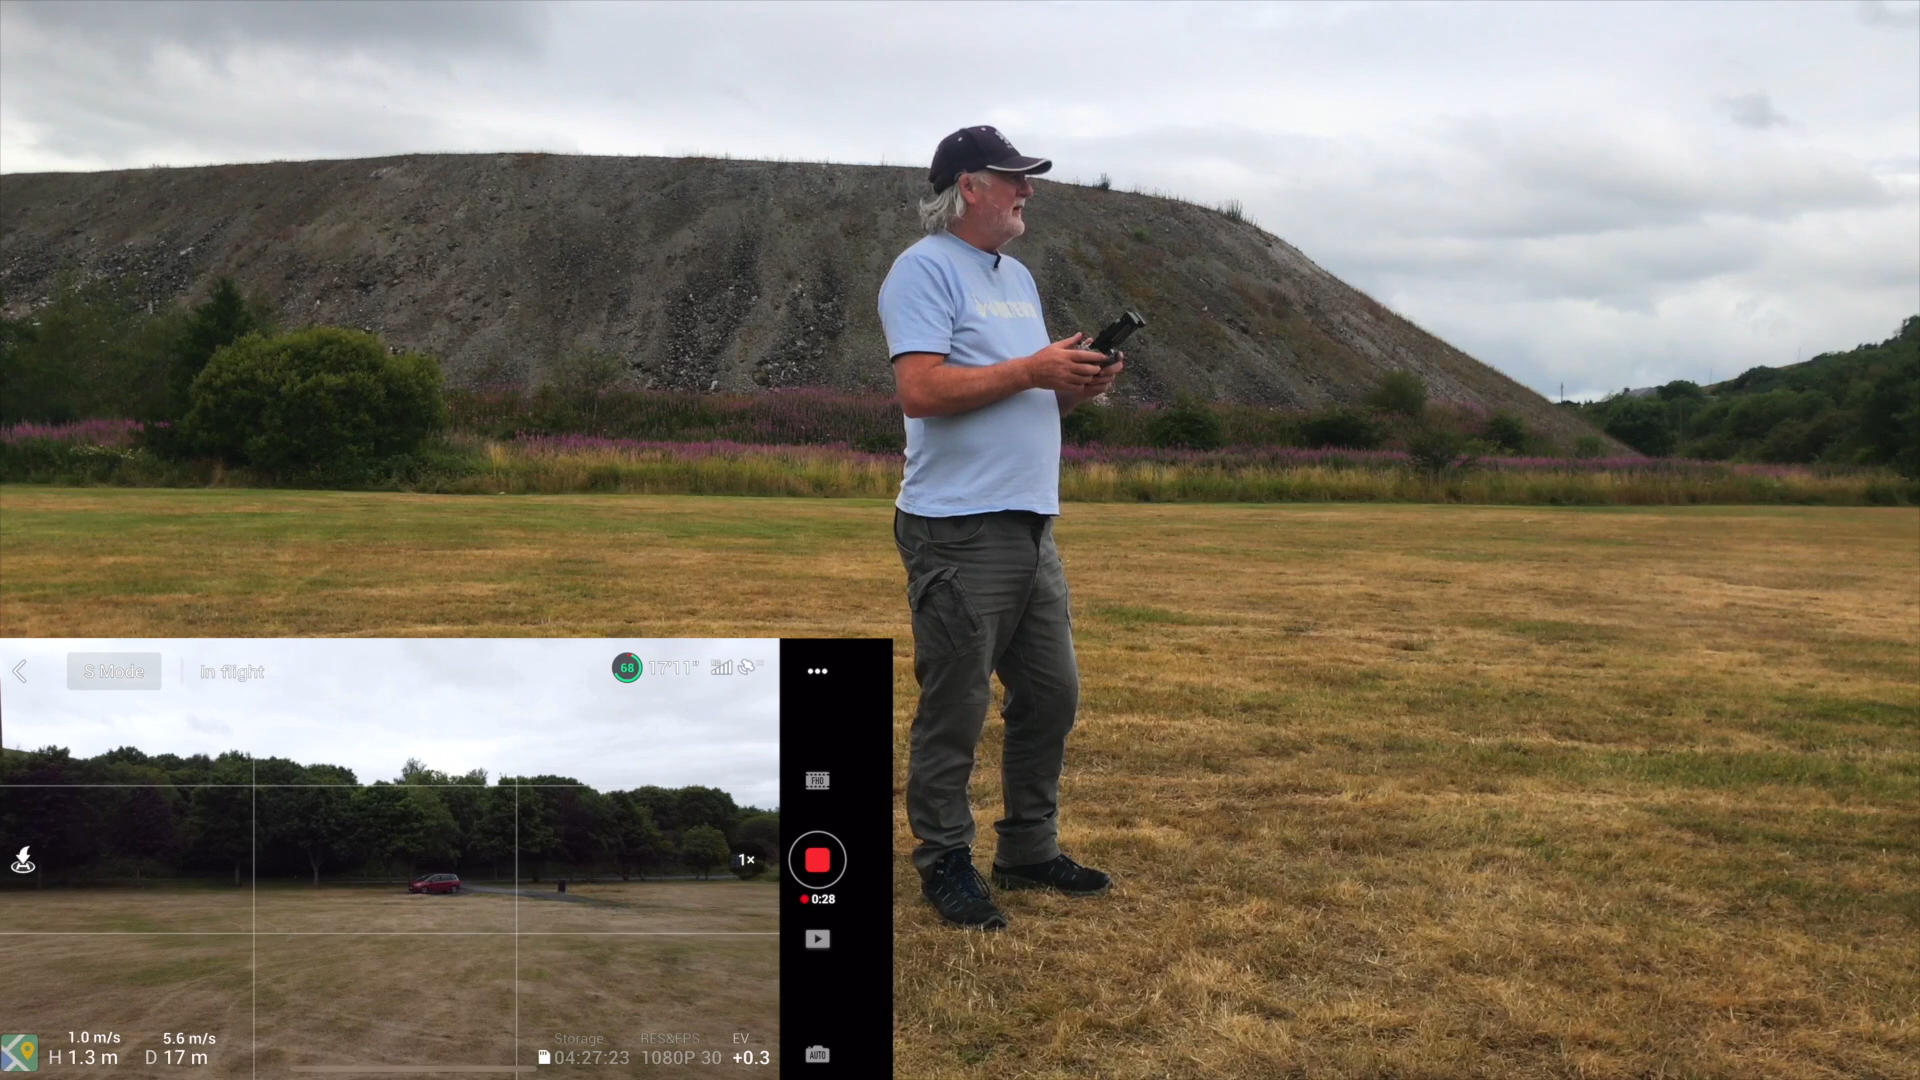 S Mode
In flight
68
17'11"
FHD
1×
0:28
1.0 m/s
5.6 m/s
H 1.3 m
D 17 m
Storage
04:27:23
RES&FPS
1080P 30
EV
+0.3
AUTO